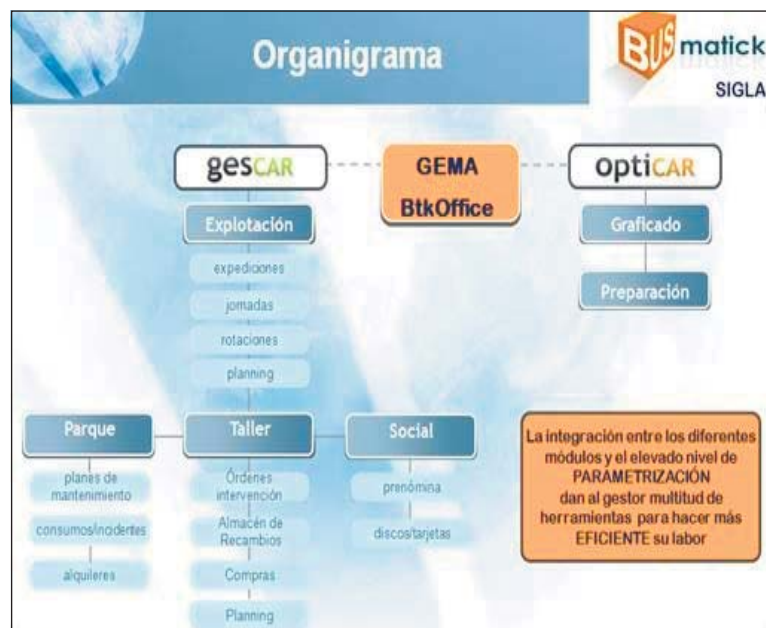 Organigrama
BUS matick
SIGLA
gesCAR
GEMA
BtkOffice
optiCAR
Explotación
Graficado
expediciones
jornadas
Preparación
rotaciones
planning
Parque
Taller
Social
planes de
mantenimiento
Órdenes
intervención
prenómina
consumos/incidentes
Almacén de
Recambios
discos/tarjetas
alquileres
Compras
Planning
La integración entre los diferentes
módulos y el elevado nivel de
PARAMETRIZACIÓN
dan al gestor multitud de
herramientas para hacer más
EFICIENTE su labor